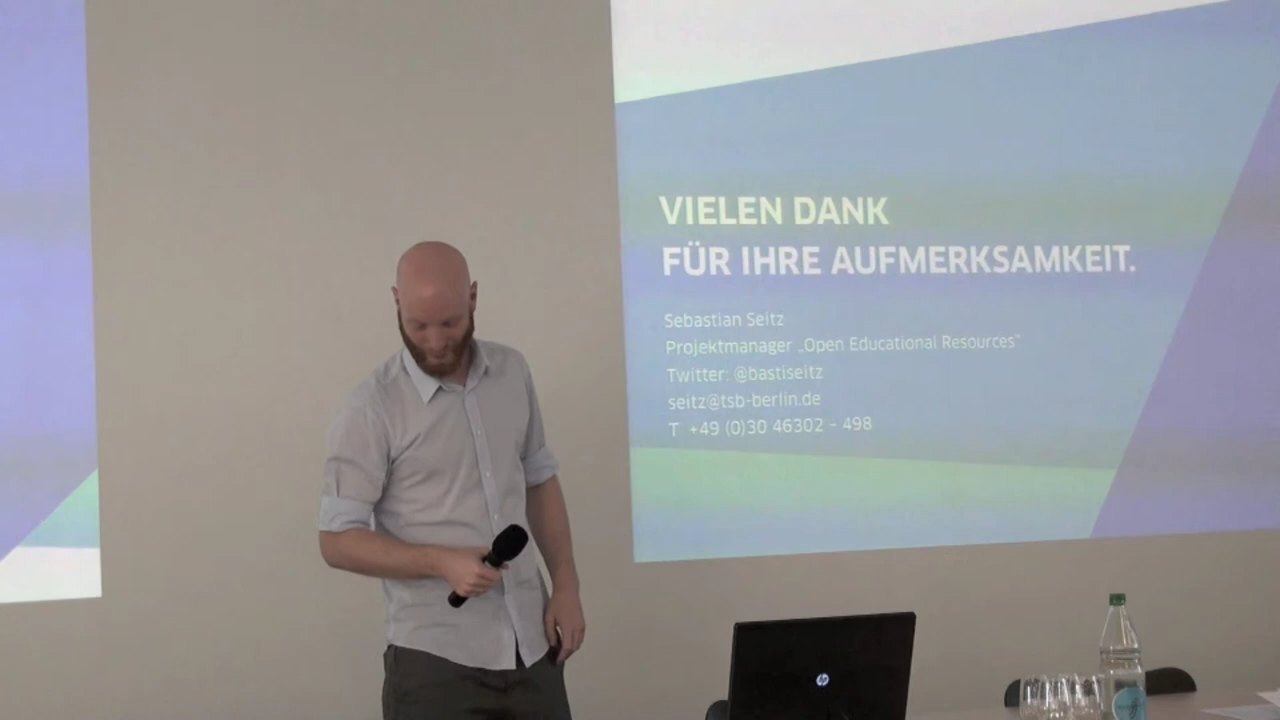 VIELEN DANK
FÜR IHRE AUFMERKSAMKEIT.
Sebastian Seitz
Projektmanager „Open Educational Resources“
Twitter: @bastiseitz
seitz@tsb-berlin.de
T +49 (0)30 46302 - 498
hp